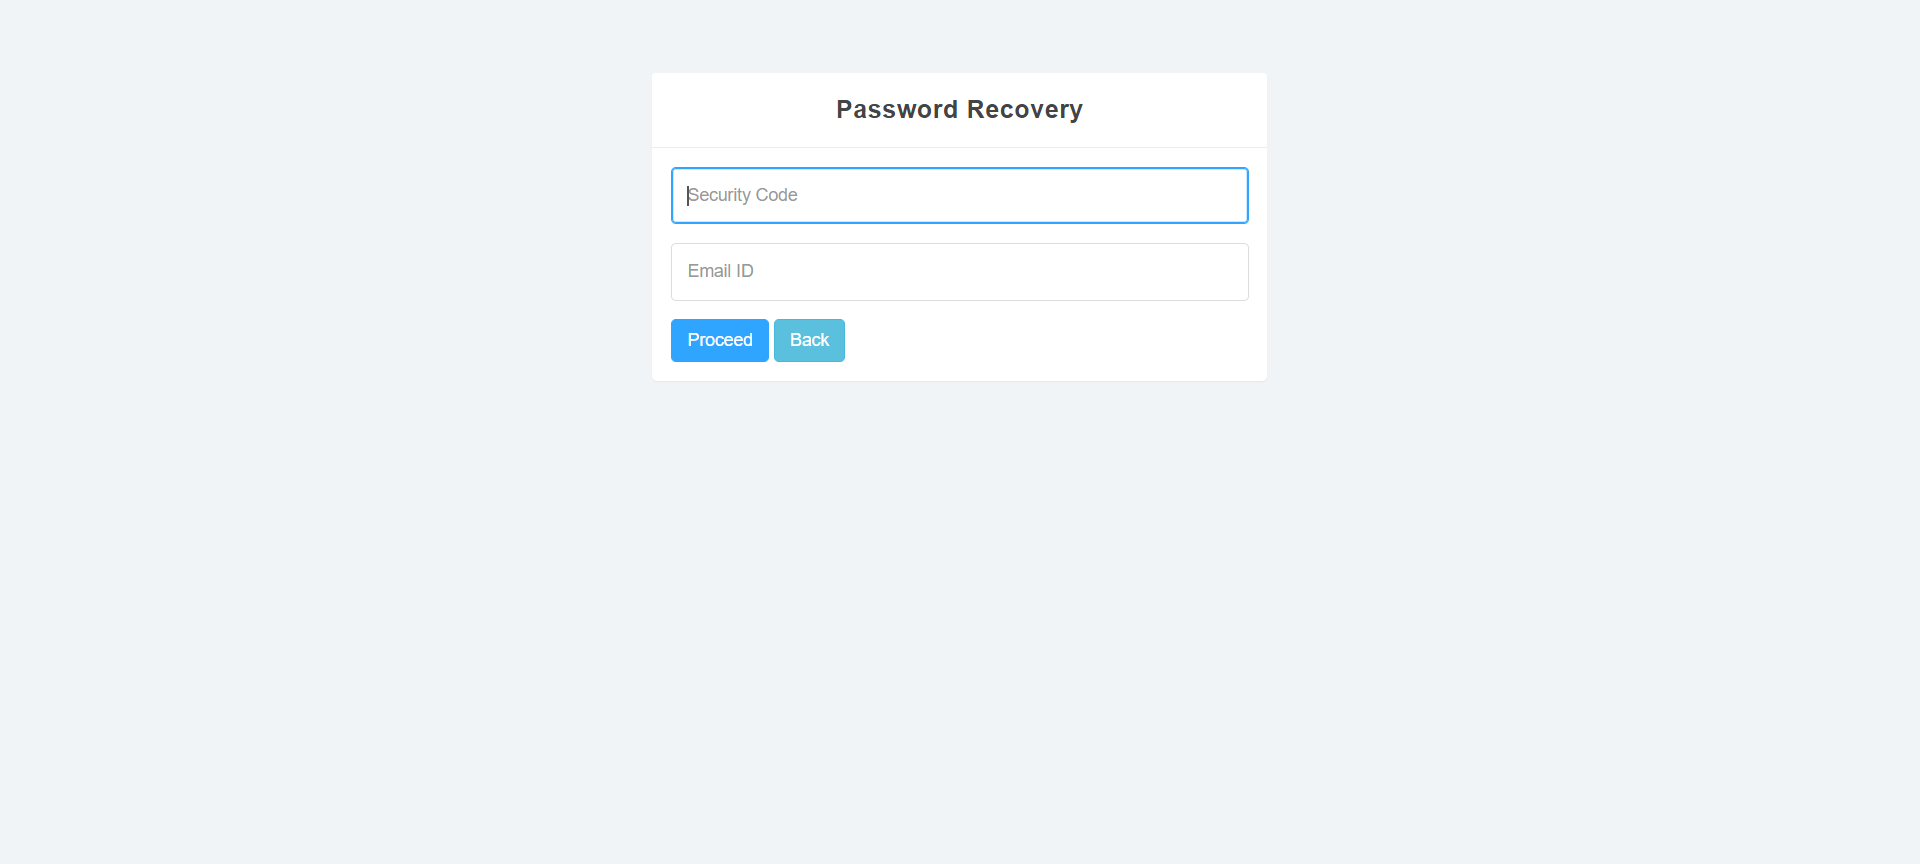 Password Recovery
Security Code
Email ID
Proceed Back